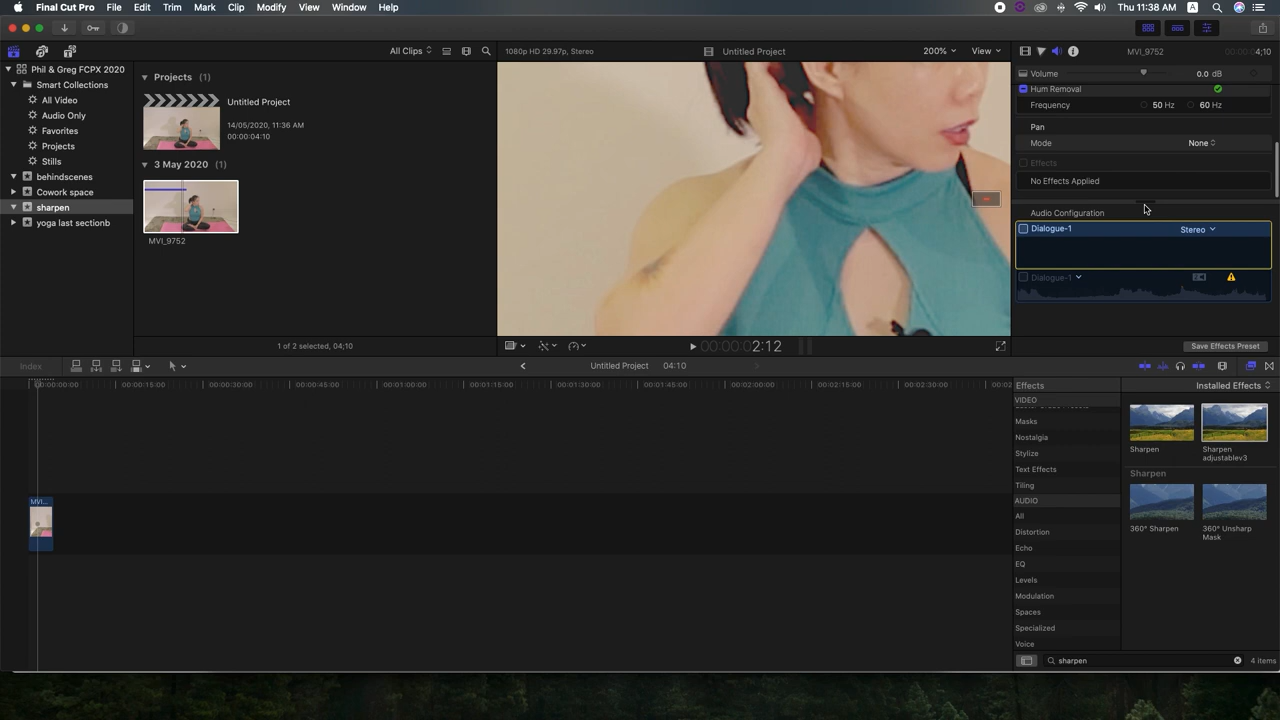 Final Cut Pro File Edit Trim Mark Clip Modify View Window Help
Thu 11:38 AM
All Clips
1080p HD 29.97p, Stereo
Untitled Project
200%
View
MVI_9752
4;10
Phil & Greg FCPX 2020
Smart Collections
All Video
Audio Only
Favorites
Projects
Stills
behindscenes
Cowork space
sharpen
yoga last sectionb
Projects (1)
Untitled Project
14/05/2020, 11:36 AM
00:00:04:10
3 May 2020 (1)
MVI_9752
1 of 2 selected, 04;10
00:00:02:12
Volume
0.0 dB
Hum Removal
Frequency
50 Hz
60 Hz
Pan
Mode
None
Effects
No Effects Applied
Audio Configuration
Dialogue-1
Stereo
Dialogue-1
Save Effects Preset
Index
Untitled Project
04:10
00:00:00:00
00:00:15:00
00:00:30:00
00:00:45:00
00:01:00:00
00:01:15:00
00:01:30:00
00:01:45:00
00:02:00:00
00:02:15:00
00:02:30:00
MVI...
Effects
Installed Effects
VIDEO
Masks
Nostalgia
Stylize
Text Effects
Tiling
AUDIO
All
Distortion
Echo
EQ
Levels
Modulation
Spaces
Specialized
Voice
Sharpen
Sharpen
adjustablev3
Sharpen
360° Sharpen
360° Unsharp
Mask
sharpen
4 items